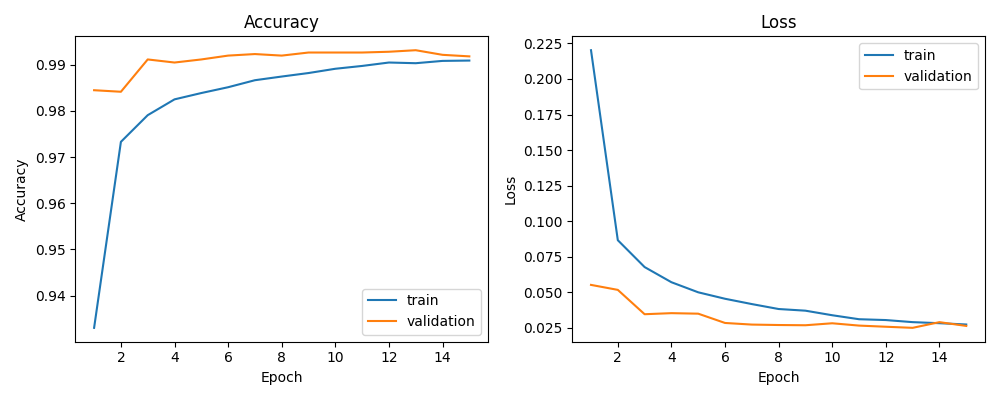 Accuracy
Accuracy
0.99
0.98
0.97
0.96
0.95
0.94
train
validation
2 4 6 8 10 12 14
Epoch
Loss
Loss
0.225
0.200
0.175
0.150
0.125
0.100
0.075
0.050
0.025
train
validation
2 4 6 8 10 12 14
Epoch